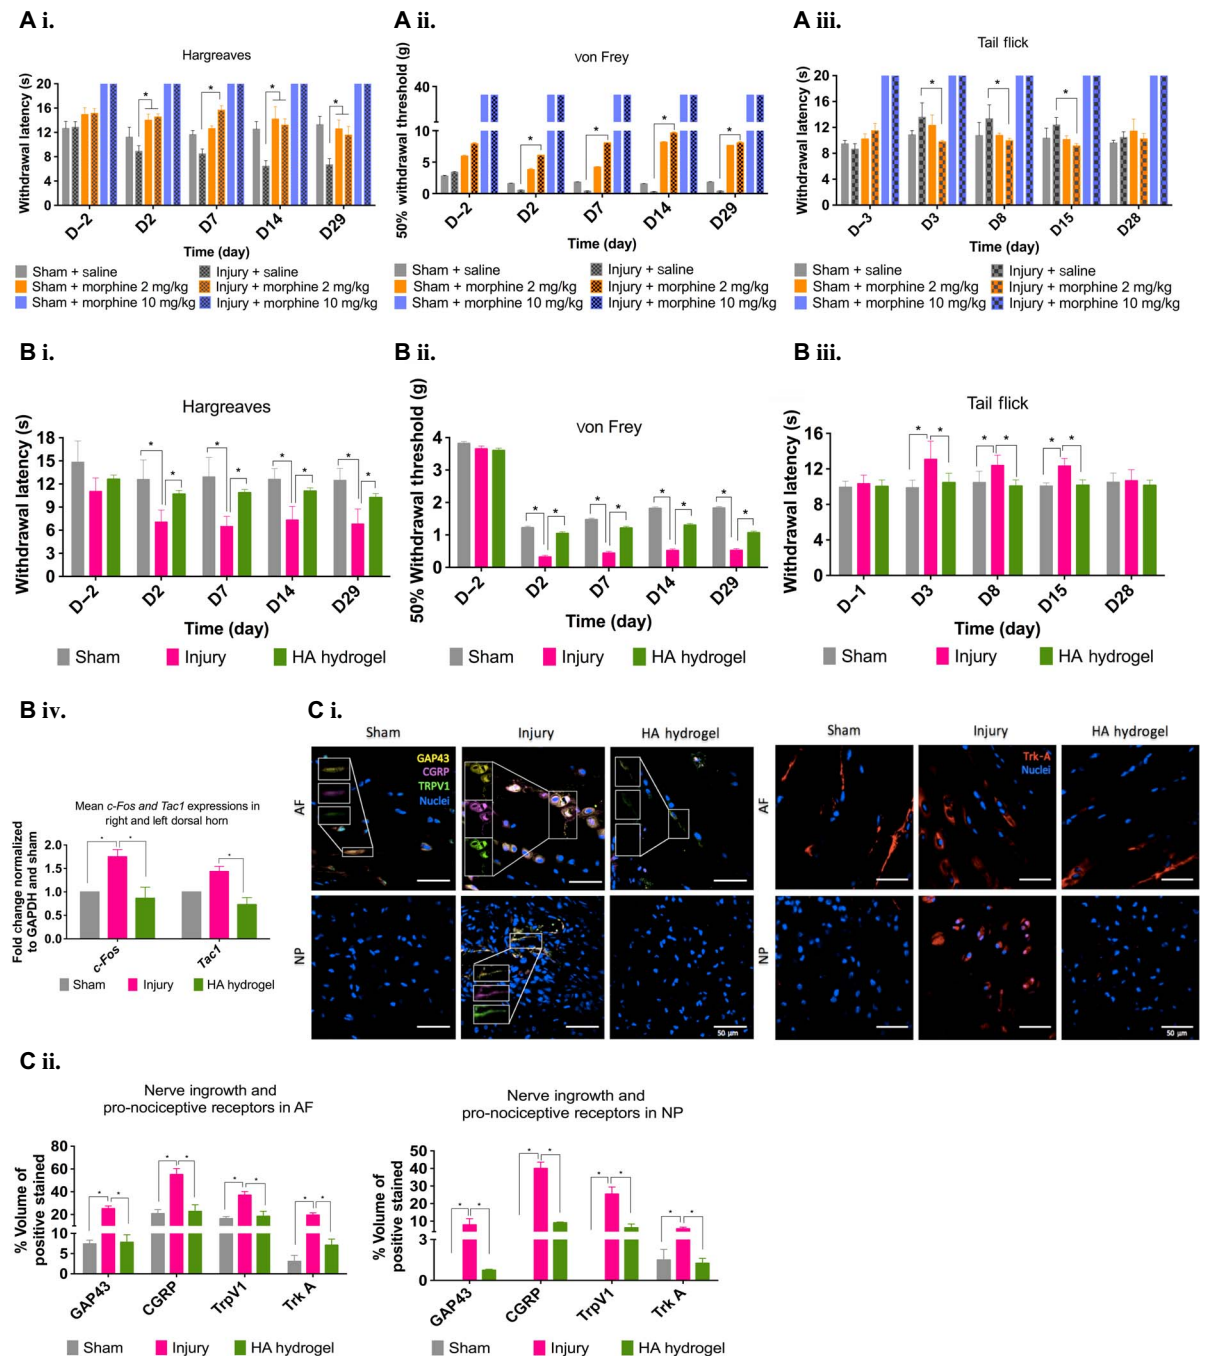 A i.
Hargreaves
Withdrawal latency (s)
20
16
12
8
4
0
D–2
D2
D7
D14
D29
* * * *
Time (day)
Sham + saline
Injury + saline
Sham + morphine 2 mg/kg
Injury + morphine 2 mg/kg
Sham + morphine 10 mg/kg
Injury + morphine 10 mg/kg
A ii.
von Frey
50% withdrawal threshold (g)
40
10
5
0
D–2
D2
D7
D14
D29
* * * *
Time (day)
Sham + saline
Injury + saline
Sham + morphine 2 mg/kg
Injury + morphine 2 mg/kg
Sham + morphine 10 mg/kg
Injury + morphine 10 mg/kg
A iii.
Tail flick
Withdrawal latency (s)
20
16
12
8
4
0
D–3
D3
D8
D15
D28
* * *
Time (day)
Sham + saline
Injury + saline
Sham + morphine 2 mg/kg
Injury + morphine 2 mg/kg
Sham + morphine 10 mg/kg
Injury + morphine 10 mg/kg
B i.
Hargreaves
Withdrawal latency (s)
18
15
12
9
6
3
0
D–2
D2
D7
D14
D29
* * * * * * * *
Time (day)
Sham
Injury
HA hydrogel
B ii.
von Frey
50% Withdrawal threshold (g)
4
3
2
1
0
D–2
D2
D7
D14
D29
* * * * * * * *
Time (day)
Sham
Injury
HA hydrogel
B iii.
Tail flick
Withdrawal latency (s)
16
12
8
4
0
D–1
D3
D8
D15
D28
* * * * * *
Time (day)
Sham
Injury
HA hydrogel
B iv.
Mean c-Fos and Tac1 expressions in
right and left dorsal horn
Fold change normalized
to GAPDH and sham
2.0
1.5
1.0
0.5
0.0
c-Fos
Tac1
* * *
Sham
Injury
HA hydrogel
C i.
Sham
Injury
HA hydrogel
GAP43
CGRP
TRPV1
Nuclei
AF
NP
50 µm
Sham
Injury
HA hydrogel
Trk-A
Nuclei
AF
NP
50 µm
C ii.
Nerve ingrowth and
pro-nociceptive receptors in AF
% Volume of
positive stained
80
60
40
20
10
5
0
GAP43
CGRP
TrpV1
Trk A
* * * * * * * *
Sham
Injury
HA hydrogel
Nerve ingrowth and
pro-nociceptive receptors in NP
% Volume of
positive stained
50
40
30
20
10
3
0
GAP43
CGRP
TrpV1
Trk A
* * * * * * * *
Sham
Injury
HA hydrogel